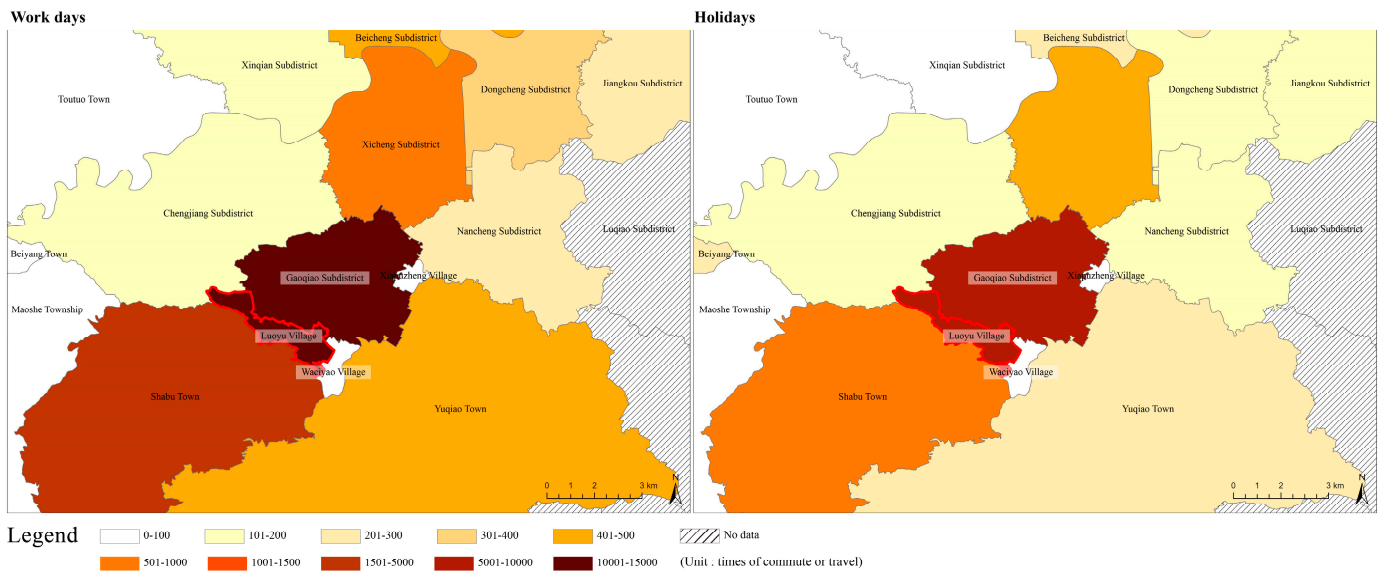 Work days
Beicheng Subdistrict
Xinqian Subdistrict
Toutuo Town
Dongcheng Subdistrict
Jiangkou Subdistrict
Xicheng Subdistrict
Chengjiang Subdistrict
Nancheng Subdistrict
Luqiao Subdistrict
Beiyang Town
Gaoqiao Subdistrict
Village
Maoshe Township
Luoyu Village
Waciyao Village
Shabu Town
Yuqiao Town
N
0 1 2 3 km
Holidays
Beicheng Subdistrict
Xinqian Subdistrict
Toutuo Town
Dongcheng Subdistrict
Jiangkou Subdistrict
Chengjiang Subdistrict
Nancheng Subdistrict
Luqiao Subdistrict
Beiyang Town
Gaoqiao Subdistrict
Village
Maoshe Township
Luoyu Village
Waciyao Village
Shabu Town
Yuqiao Town
N
0 1 2 3 km
Legend
0-100 101-200 201-300 301-400 401-500 No data
501-1000 1001-1500 1501-5000 5001-10000 10001-15000 (Unit : times of commute or travel)